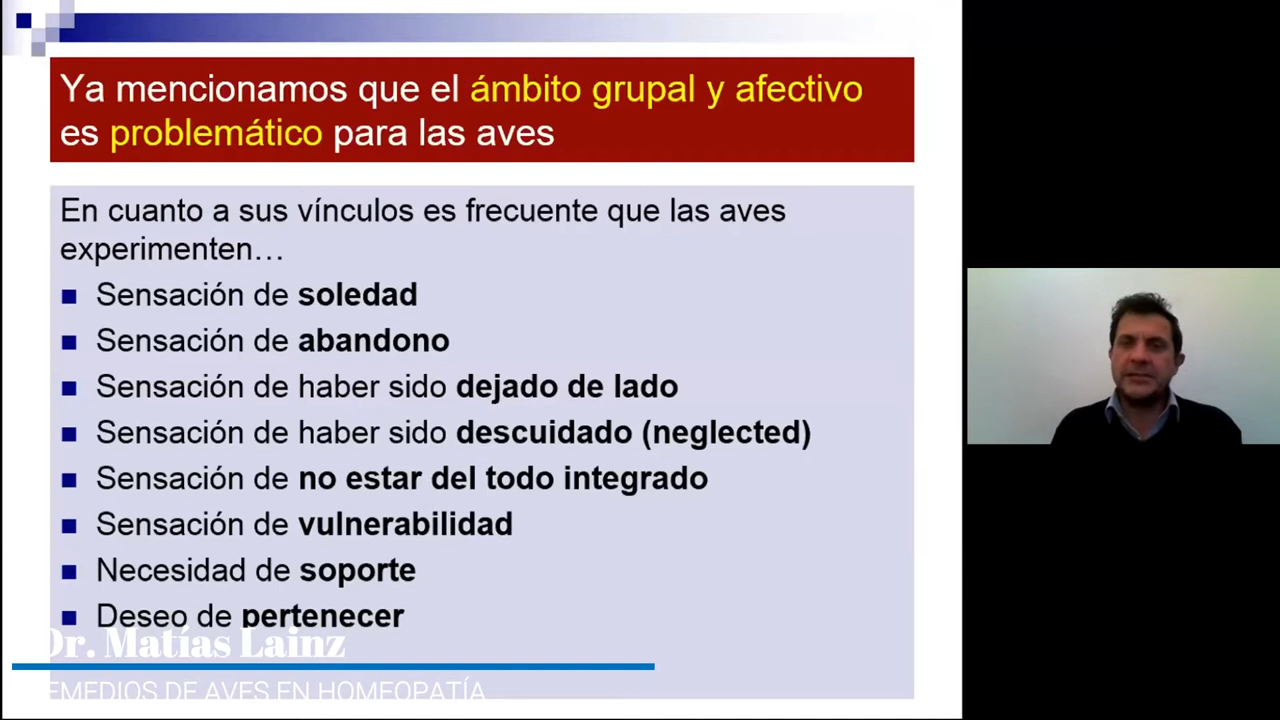 Ya mencionamos que el ámbito grupal y afectivo
es problemático para las aves
En cuanto a sus vínculos es frecuente que las aves
experimenten…
Sensación de soledad
Sensación de abandono
Sensación de haber sido dejado de lado
Sensación de haber sido descuidado (neglected)
Sensación de no estar del todo integrado
Sensación de vulnerabilidad
Necesidad de soporte
Deseo de pertenecer
Dr. Matías Lainz
EMEDIOS DE AVES EN HOMEOPATÍA